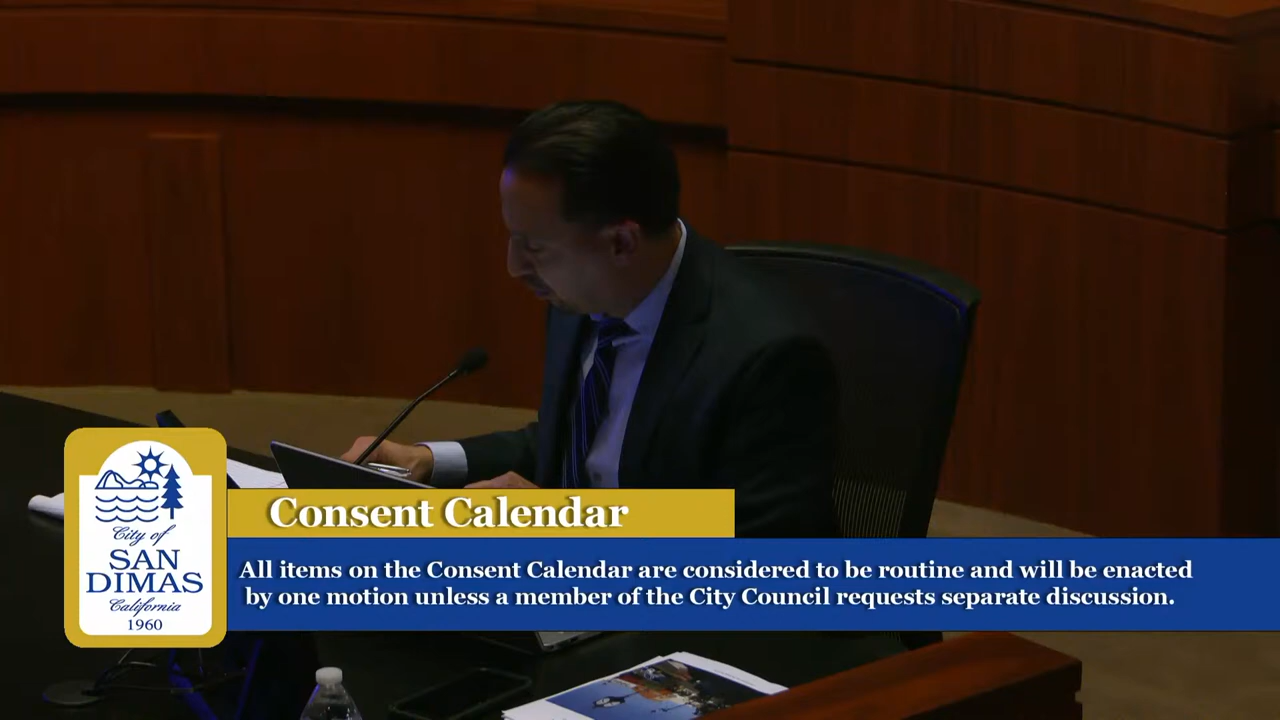 Consent Calendar
All items on the Consent Calendar are considered to be routine and will be enacted
by one motion unless a member of the City Council requests separate discussion.
City of
SAN
DIMAS
California
1960